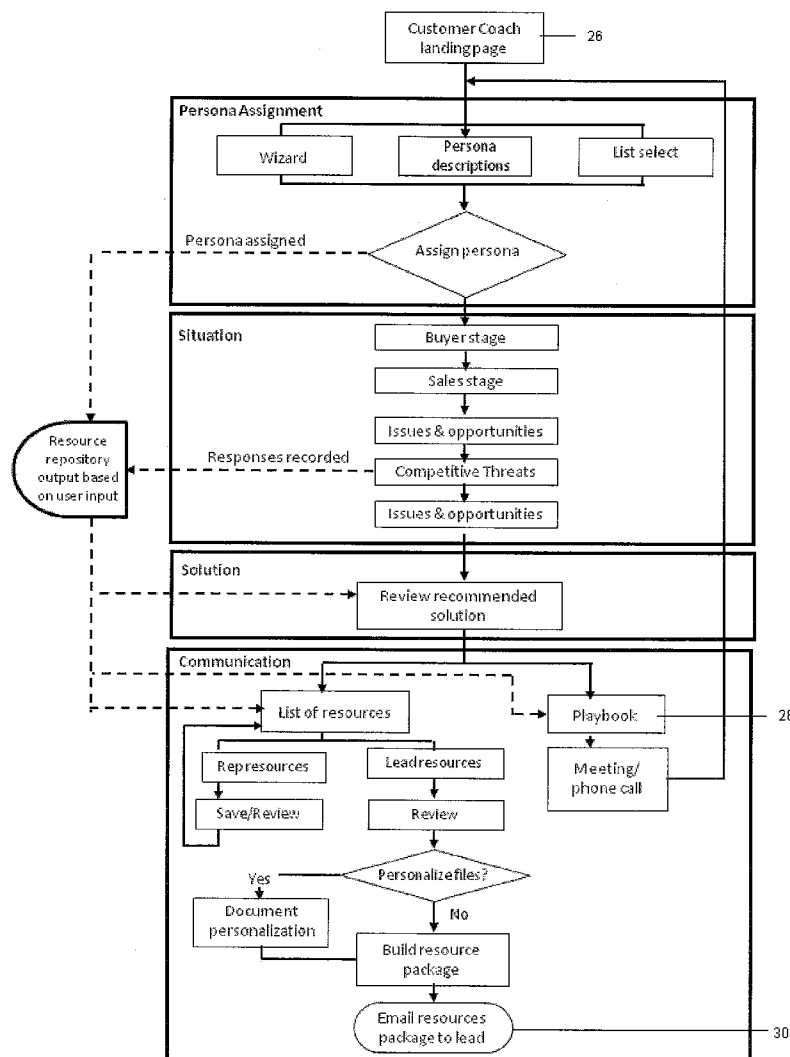 Customer Coach
landing page
26
Persona Assignment
Wizard
Persona
descriptions
List select
Persona assigned
Assign persona
Situation
Buyer stage
Sales stage
Issues & opportunities
Resource
repository
output based
on user input
Responses recorded
Competitive Threats
Issues & opportunities
Solution
Review recommended
solution
Communication
List of resources
Playbook
28
Rep resources
Lead resources
Meeting/
phone call
Save/Review
Review
Personalize files?
Yes
No
Document
personalization
Build resource
package
Email resources
package to lead
30